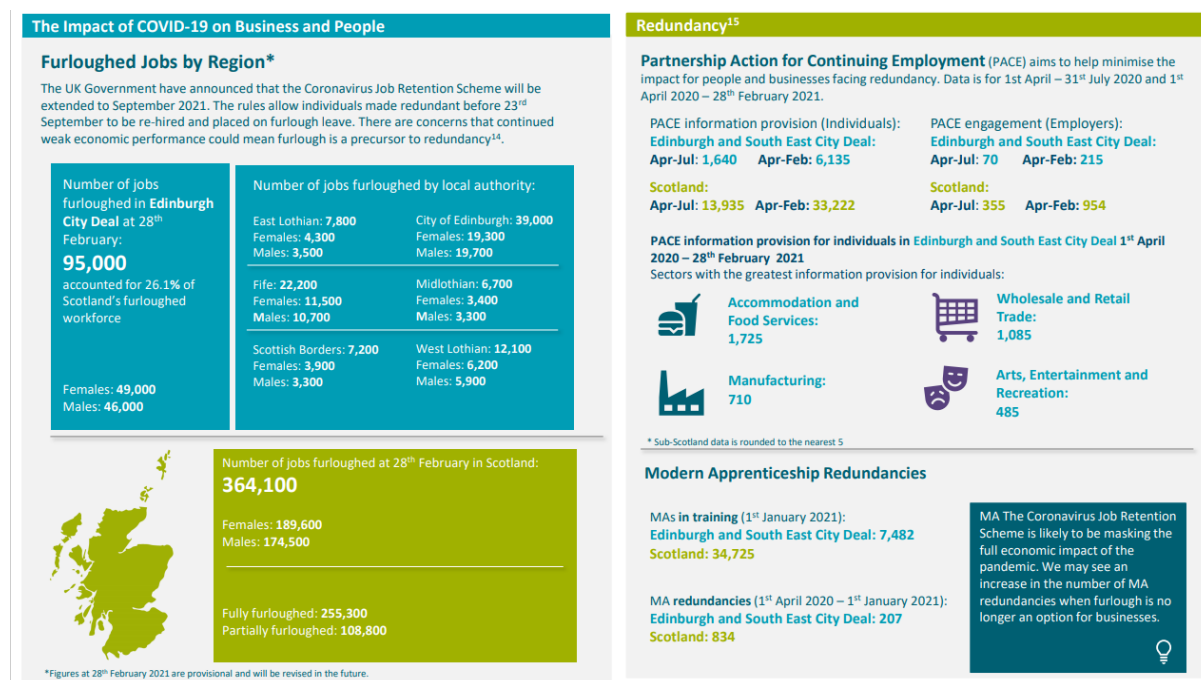 The Impact of COVID-19 on Business and People
Furloughed Jobs by Region*
The UK Government have announced that the Coronavirus Job Retention Scheme will be
extended to September 2021. The rules allow individuals made redundant before 23rd
September to be re-hired and placed on furlough leave. There are concerns that continued
weak economic performance could mean furlough is a precursor to redundancy14.
Number of jobs
furloughed in Edinburgh
City Deal at 28th
February:
95,000
accounted for 26.1% of
Scotland's furloughed
workforce
Females: 49,000
Males: 46,000
Number of jobs furloughed by local authority:
East Lothian: 7,800
Females: 4,300
Males: 3,500
City of Edinburgh: 39,000
Females: 19,300
Males: 19,700
Fife: 22,200
Females: 11,500
Males: 10,700
Midlothian: 6,700
Females: 3,400
Males: 3,300
Scottish Borders: 7,200
Females: 3,900
Males: 3,300
West Lothian: 12,100
Females: 6,200
Males: 5,900
Number of jobs furloughed at 28th February in Scotland:
364,100
Females: 189,600
Males: 174,500
Fully furloughed: 255,300
Partially furloughed: 108,800
*Figures at 28th February 2021 are provisional and will be revised in the future.
Redundancy15
Partnership Action for Continuing Employment (PACE) aims to help minimise the
impact for people and businesses facing redundancy. Data is for 1st April – 31st July 2020 and 1st
April 2020 – 28th February 2021.
PACE information provision (Individuals):
Edinburgh and South East City Deal:
Apr-Jul: 1,640 Apr-Feb: 6,135
Scotland:
Apr-Jul: 13,935 Apr-Feb: 33,222
PACE engagement (Employers):
Edinburgh and South East City Deal:
Apr-Jul: 70 Apr-Feb: 215
Scotland:
Apr-Jul: 355 Apr-Feb: 954
PACE information provision for individuals in Edinburgh and South East City Deal 1st April
2020 – 28th February 2021
Sectors with the greatest information provision for individuals:
Accommodation and
Food Services:
1,725
Wholesale and Retail
Trade:
1,085
Manufacturing:
710
Arts, Entertainment and
Recreation:
485
* Sub-Scotland data is rounded to the nearest 5
Modern Apprenticeship Redundancies
MAs in training (1st January 2021):
Edinburgh and South East City Deal: 7,482
Scotland: 34,725
MA redundancies (1st April 2020 – 1st January 2021):
Edinburgh and South East City Deal: 207
Scotland: 834
MA The Coronavirus Job Retention
Scheme is likely to be masking the
full economic impact of the
pandemic. We may see an
increase in the number of MA
redundancies when furlough is no
longer an option for businesses.